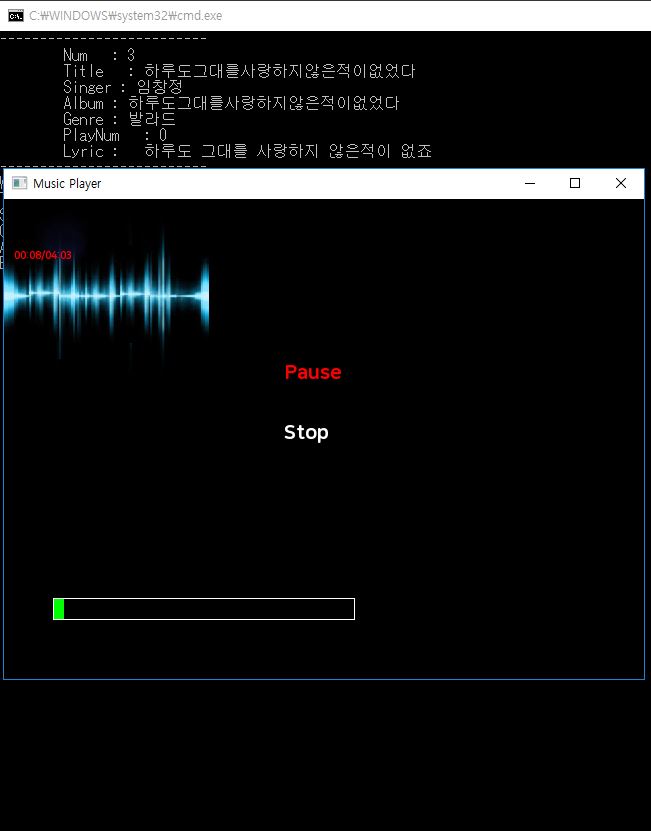 C:₩WINDOWS₩system32₩cmd.exe
--------------------------
Num : 3
Title : 하루도그대를사랑하지않은적이없었다
Singer : 임창정
Album : 하루도그대를사랑하지않은적이없었다
Genre : 발라드
PlayNum : 0
Lyric : 하루도 그대를 사랑하지 않은적이 없죠
--------------------------
Music Player
00:08/04:03
Pause
Stop